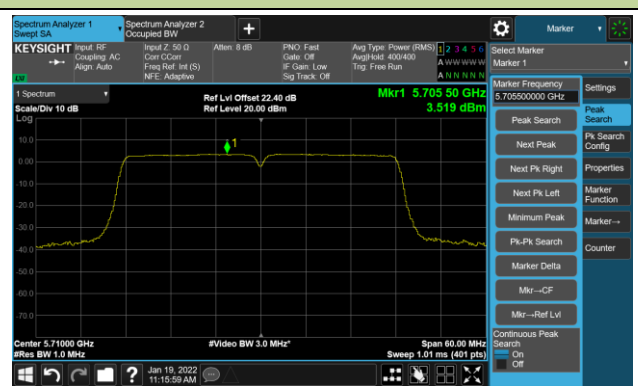 Spectrum Analyzer 1
Swept SA
Spectrum Analyzer 2
Occupied BW
Marker
KEYSIGHT
Input: RF
Coupling: AC
Align: Auto
Input Z: 50 Ω
Corr CCorr
Freq Ref: Int (S)
NFE: Adaptive
Atten: 8 dB
PNO: Fast
Gate: Off
IF Gain: Low
Sig Track: Off
Avg Type: Power (RMS)
Avg|Hold: 400/400
Trig: Free Run
1 2 3 4 5 6
A W W W W W
A N N N N N
Select Marker
Marker 1
1 Spectrum
Scale/Div 10 dB
Log
Ref Lvl Offset 22.40 dB
Ref Level 20.00 dBm
Mkr1 5.705 50 GHz
3.519 dBm
1
10.0
0.00
-10.0
-20.0
-30.0
-40.0
-50.0
-60.0
-70.0
Center 5.71000 GHz
#Res BW 1.0 MHz
#Video BW 3.0 MHz*
Span 60.00 MHz
Sweep 1.01 ms (401 pts)
Marker Frequency
5.705500000 GHz
Peak Search
Next Peak
Next Pk Right
Next Pk Left
Minimum Peak
Pk-Pk Search
Marker Delta
Mkr→CF
Mkr→Ref Lvl
Continuous Peak
Search
On
Off
Settings
Peak
Search
Pk Search
Config
Properties
Marker
Function
Marker→
Counter
Jan 19, 2022
11:15:59 AM